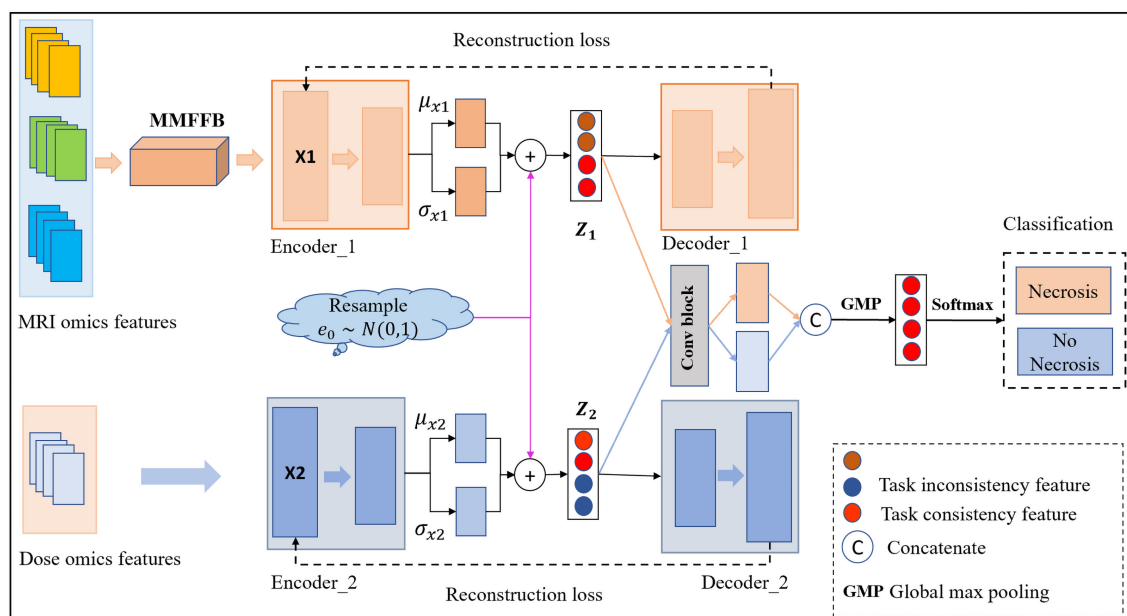 Reconstruction loss
MMFFB
X1
μx1
σx1
+
Z1
Encoder_1
Decoder_1
MRI omics features
Resample
e0 ~ N(0,1)
Conv block
C
GMP
Softmax
Classification
Necrosis
No
Necrosis
X2
μx2
σx2
+
Z2
Dose omics features
Encoder_2
Decoder_2
Reconstruction loss
Task inconsistency feature
Task consistency feature
C Concatenate
GMP Global max pooling